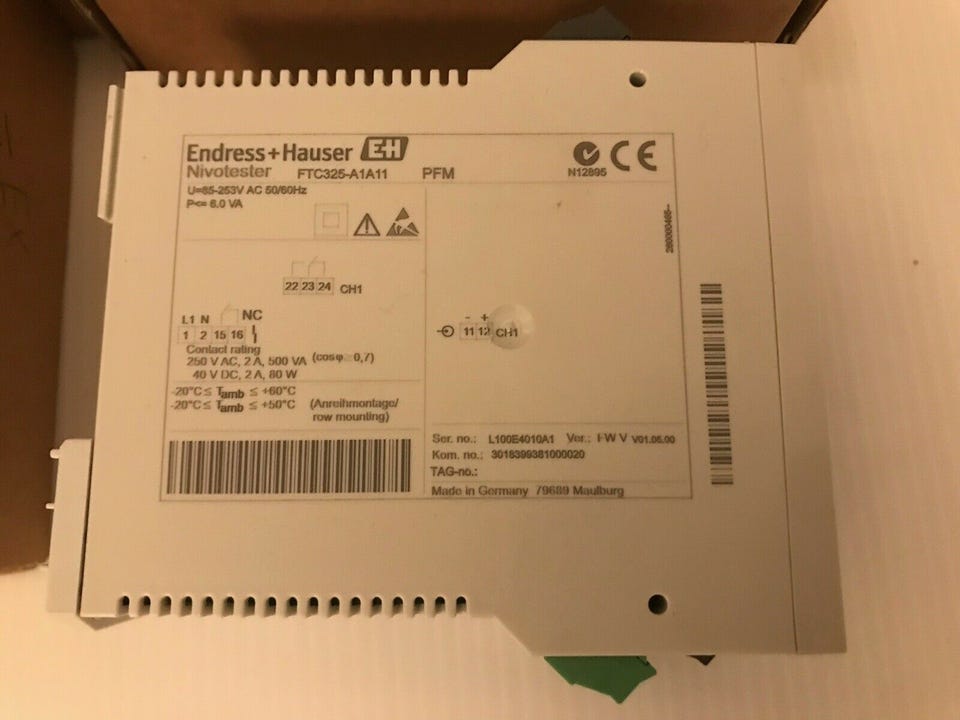 Endress+Hauser EH
Nivotester FTC325-A1A11 PFM
N12895
CE
U=85-253V AC 50/60Hz
P<= 6.0 VA
22 23 24 CH1
L1 N NC
1 2 15 16
Contact rating
250 V AC, 2 A, 500 VA (cosφ≥0,7)
40 V DC, 2 A, 80 W
-20°C ≤ Tamb ≤ +60°C
-20°C ≤ Tamb ≤ +50°C (Anreihmontage/
row mounting)
- +
11 12 CH1
Ser. no.: L100E4010A1 Ver.: FW V V01.05.00
Kom. no.: 3018399381000020
TAG-no.:
Made in Germany 79689 Maulburg